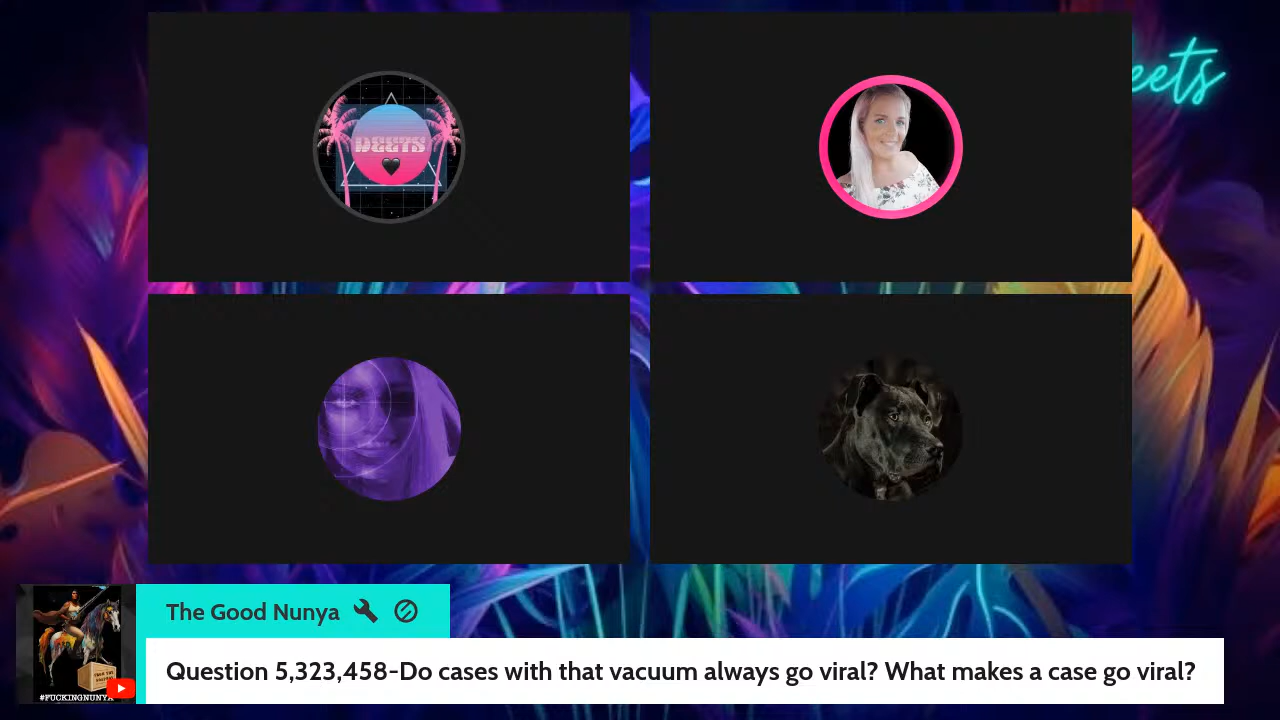 DEETS
eets
The Good Nunya
Question 5,323,458-Do cases with that vacuum always go viral? What makes a case go viral?
#FUCKINGNUNYA